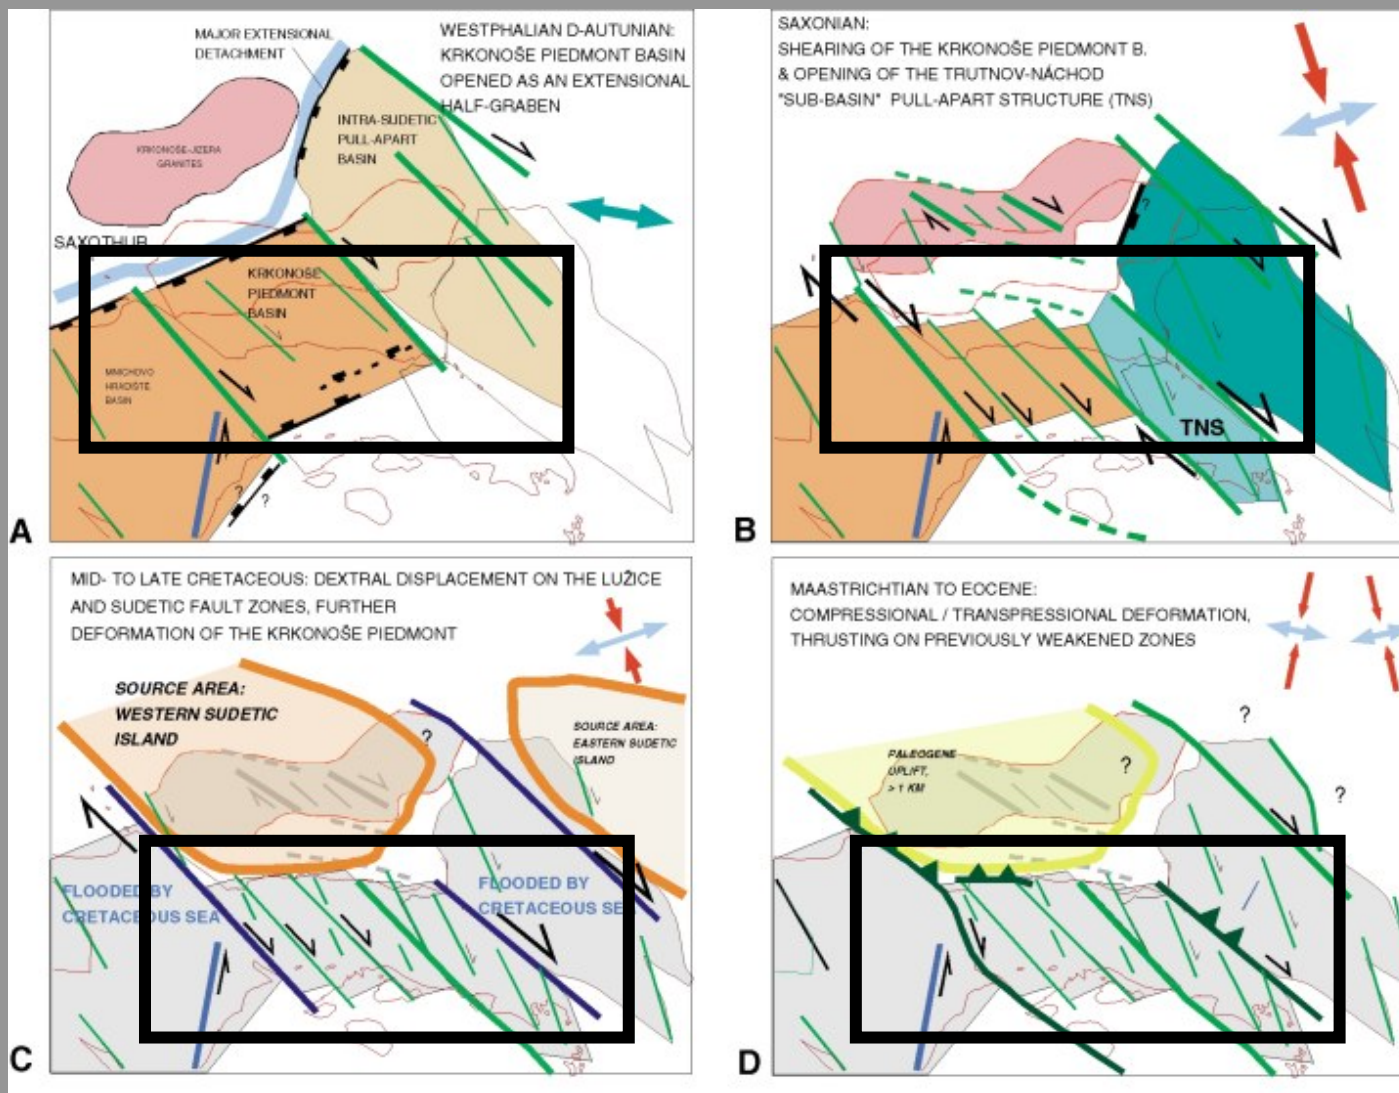 MAJOR EXTENSIONAL
DETACHMENT
WESTPHALIAN D-AUTUNIAN:
KRKONOŠE PIEDMONT BASIN
OPENED AS AN EXTENSIONAL
HALF-GRABEN
INTRA-SUDETIC
PULL-APART
BASIN
KRKONOŠE-JIZERA
GRANITES
SAXOTHUR
KRKONOŠE
PIEDMONT
BASIN
MNICHOVO
HRADIŠTĚ
BASIN
?
?
A
SAXONIAN:
SHEARING OF THE KRKONOŠE PIEDMONT B.
& OPENING OF THE TRUTNOV-NÁCHOD
"SUB-BASIN" PULL-APART STRUCTURE (TNS)
?
TNS
B
MID- TO LATE CRETACEOUS: DEXTRAL DISPLACEMENT ON THE LUŽICE
AND SUDETIC FAULT ZONES, FURTHER
DEFORMATION OF THE KRKONOŠE PIEDMONT
SOURCE AREA:
WESTERN SUDETIC
ISLAND
SOURCE AREA:
EASTERN SUDETIC
ISLAND
?
FLOODED BY
CRETACEOUS SEA
FLOODED BY
CRETACEOUS SEA
C
MAASTRICHTIAN TO EOCENE:
COMPRESSIONAL / TRANSPRESSIONAL DEFORMATION,
THRUSTING ON PREVIOUSLY WEAKENED ZONES
PALEOGENE
UPLIFT,
> 1 KM
?
?
?
D